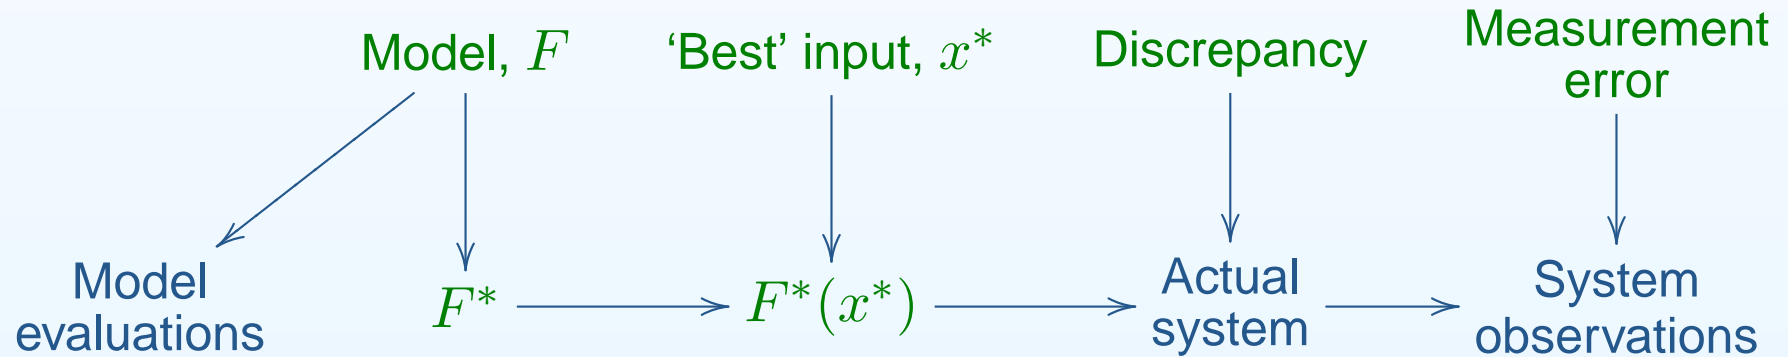 Model, F
‘Best’ input, x*
Discrepancy
Measurement
error
Model
evaluations
F*
F*(x*)
Actual
system
System
observations